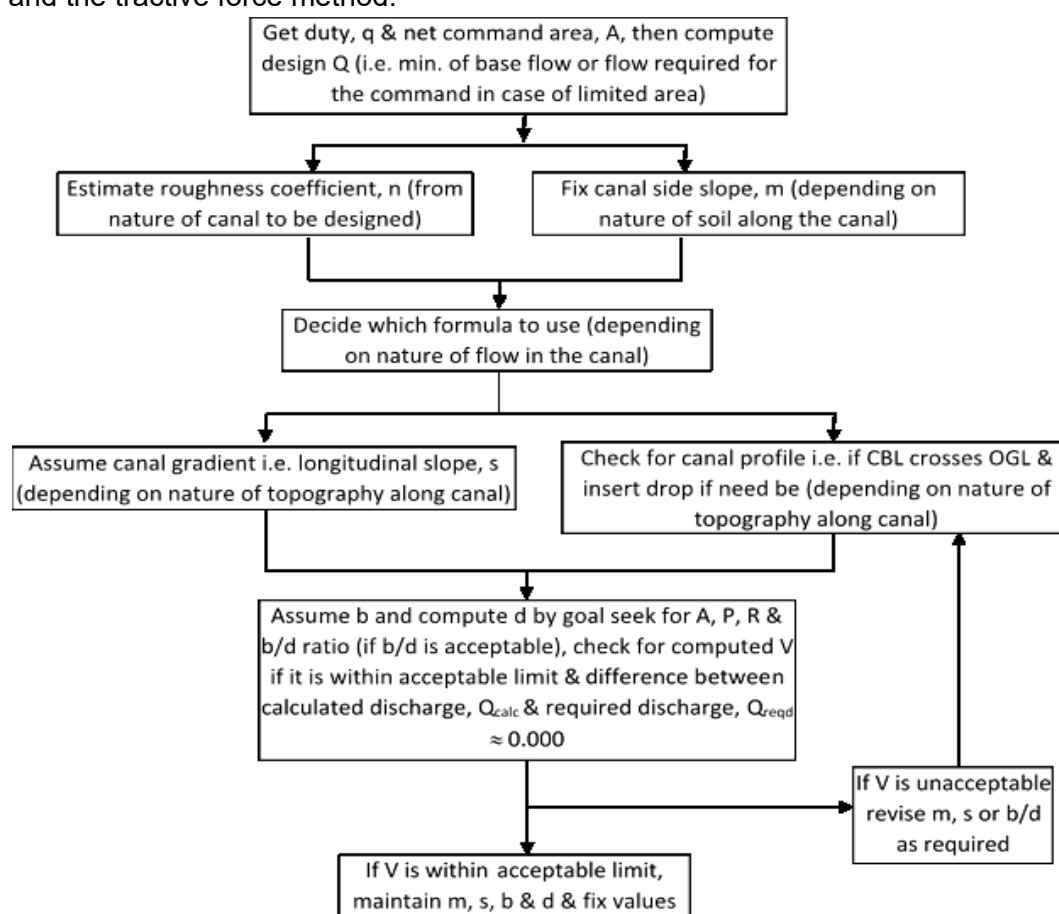 and the tractive force method.
Get duty, q & net command area, A, then compute
design Q (i.e. min. of base flow or flow required for
the command in case of limited area)
Estimate roughness coefficient, n (from
nature of canal to be designed)
Fix canal side slope, m (depending on
nature of soil along the canal)
Decide which formula to use (depending
on nature of flow in the canal)
Assume canal gradient i.e. longitudinal slope, s
(depending on nature of topography along canal)
Check for canal profile i.e. if CBL crosses OGL &
insert drop if need be (depending on nature of
topography along canal)
Assume b and compute d by goal seek for A, P, R &
b/d ratio (if b/d is acceptable), check for computed V
if it is within acceptable limit & difference between
calculated discharge, Qcalc & required discharge, Qreqd
≈ 0.000
If V is unacceptable
revise m, s or b/d
as required
If V is within acceptable limit,
maintain m, s, b & d & fix values